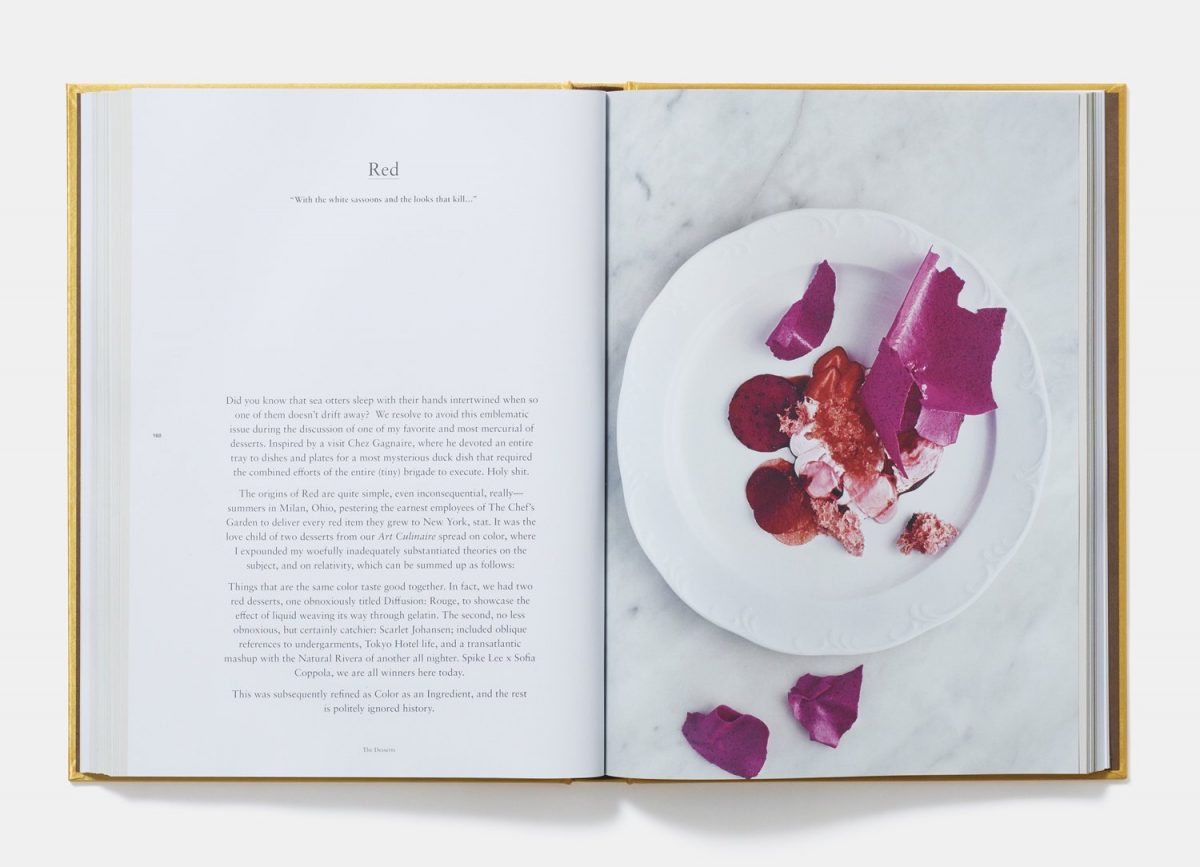 Red
“With the white sassoons and the looks that kill...”
Did you know that sea otters sleep with their hands intertwined when so
one of them doesn’t drift away?  We resolve to avoid this emblematic
issue during the discussion of one of my favorite and most mercurial of
desserts. Inspired by a visit Chez Gagnaire, where he devoted an entire
tray to dishes and plates for a most mysterious duck dish that required
the combined efforts of the entire (tiny) brigade to execute. Holy shit.
The origins of Red are quite simple, even inconsequential, really—
summers in Milan, Ohio, pestering the earnest employees of The Chef’s
Garden to deliver every red item they grew to New York, stat. It was the
love child of two desserts from our Art Culinaire spread on color, where
I expounded my woefully inadequately substantiated theories on the
subject, and on relativity, which can be summed up as follows:
Things that are the same color taste good together. In fact, we had two
red desserts, one obnoxiously titled Diffusion: Rouge, to showcase the
effect of liquid weaving its way through gelatin. The second, no less
obnoxious, but certainly catchier: Scarlet Johansen; included oblique
references to undergarments, Tokyo Hotel life, and a transatlantic
mashup with the Natural Rivera of another all nighter. Spike Lee x Sofia
Coppola, we are all winners here today.
This was subsequently refined as Color as an Ingredient, and the rest
is politely ignored history.
160
The Desserts